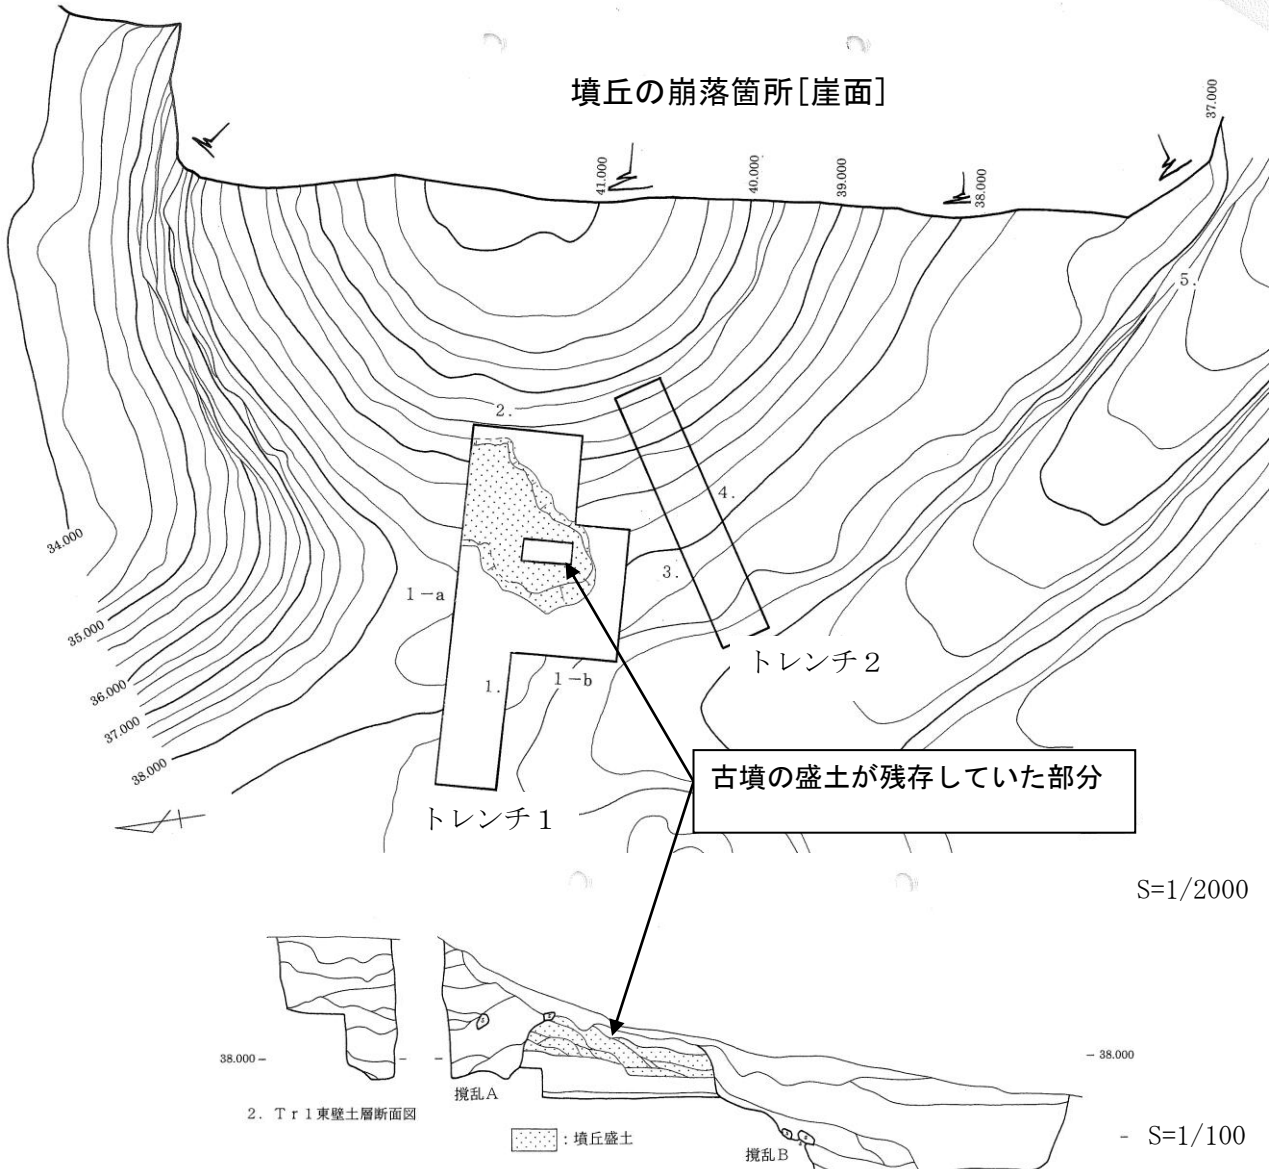 墳丘の崩落箇所[崖面]
37.000
41.000
40.000
39.000
38.000
5.
2.
4.
34.000
3.
1-a
35.000
トレンチ2
1-b
1.
36.000
37.000
38.000
古墳の盛土が残存していた部分
トレンチ1
S=1/2000
38.000 -
- 38.000
撹乱A
2. Tr1東壁土層断面図
:墳丘盛土
撹乱B
- S=1/100